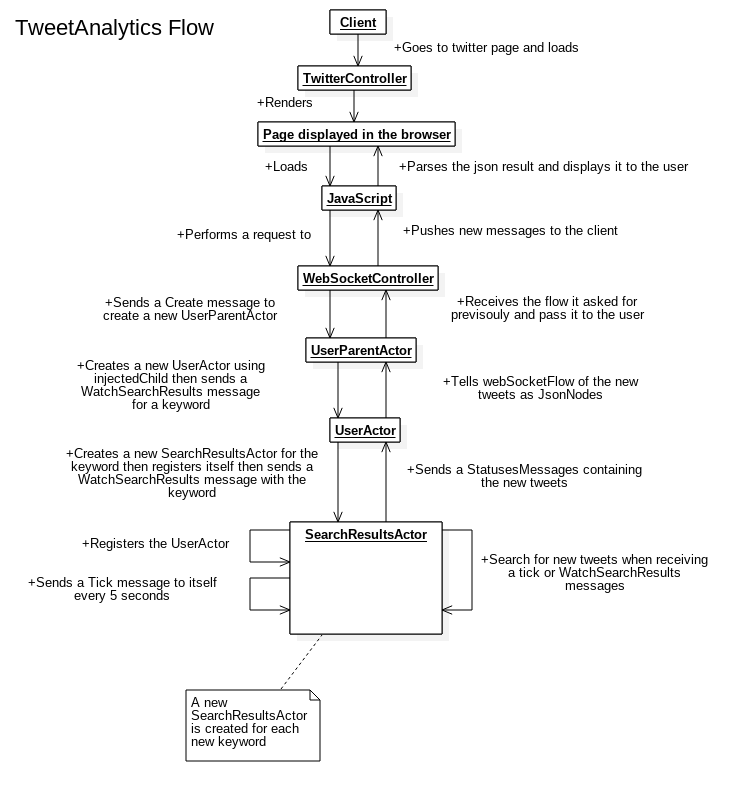 TweetAnalytics Flow
Client
+Goes to twitter page and loads
TwitterController
+Renders
Page displayed in the browser
+Loads
+Parses the json result and displays it to the user
JavaScript
+Performs a request to
+Pushes new messages to the client
WebSocketController
+Sends a Create message to
create a new UserParentActor
+Receives the flow it asked for
previsouly and pass it to the user
UserParentActor
+Creates a new UserActor using
injectedChild then sends a
WatchSearchResults message
for a keyword
+Tells webSocketFlow of the new
tweets as JsonNodes
UserActor
+Creates a new SearchResultsActor for the
keyword then registers itself then sends a
WatchSearchResults message with the
keyword
+Sends a StatusesMessages containing
the new tweets
SearchResultsActor
+Registers the UserActor
+Sends a Tick message to itself
every 5 seconds
+Search for new tweets when receiving
a tick or WatchSearchResults
messages
A new
SearchResultsActor
is created for each
new keyword